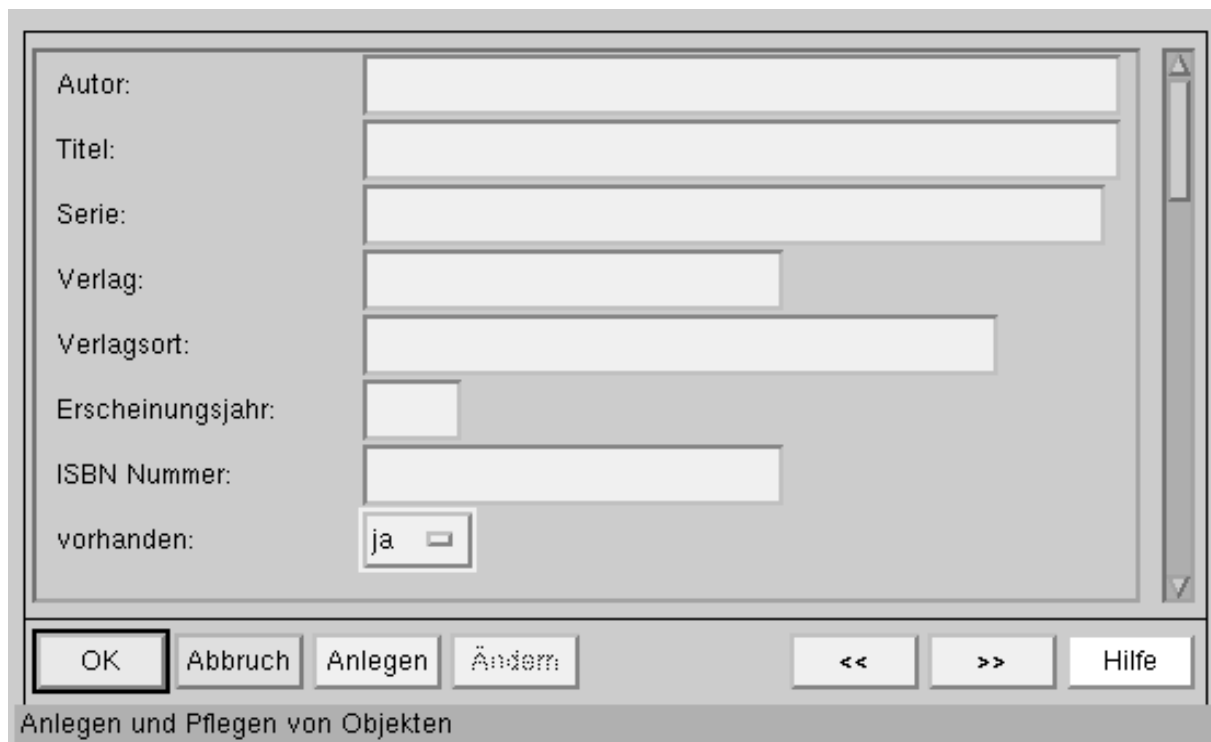 Autor:
Titel:
Serie:
Verlag:
Verlagsort:
Erscheinungsjahr:
ISBN Nummer:
vorhanden: ja
OK Abbruch Anlegen Ändern << >> Hilfe
Anlegen und Pflegen von Objekten